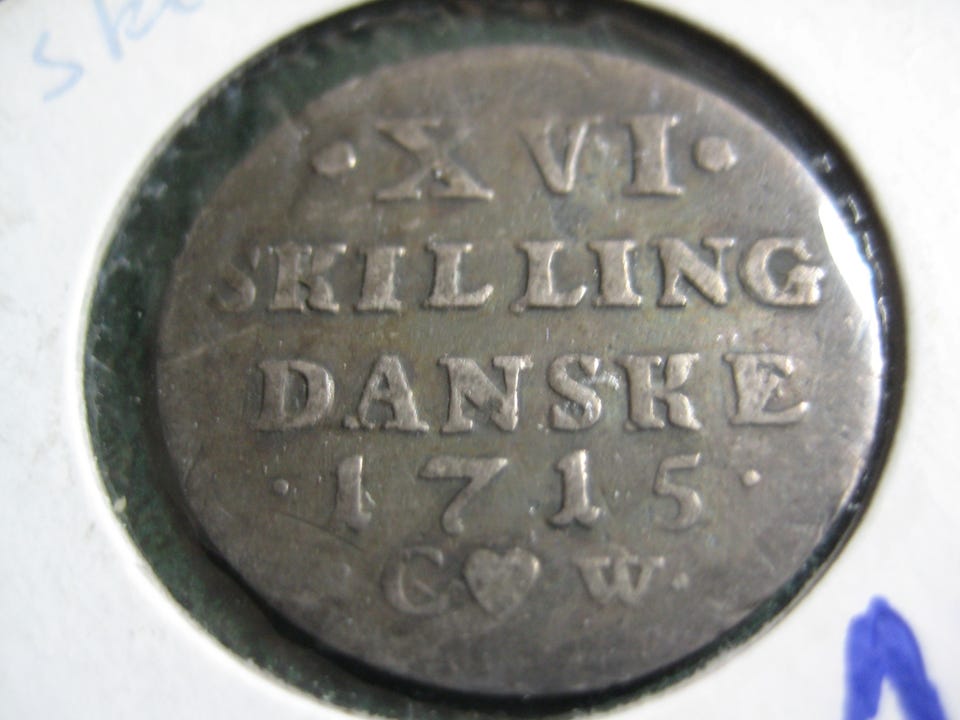 ·XVI·
SKILLING
DANSKE
·1715·
C♥W·